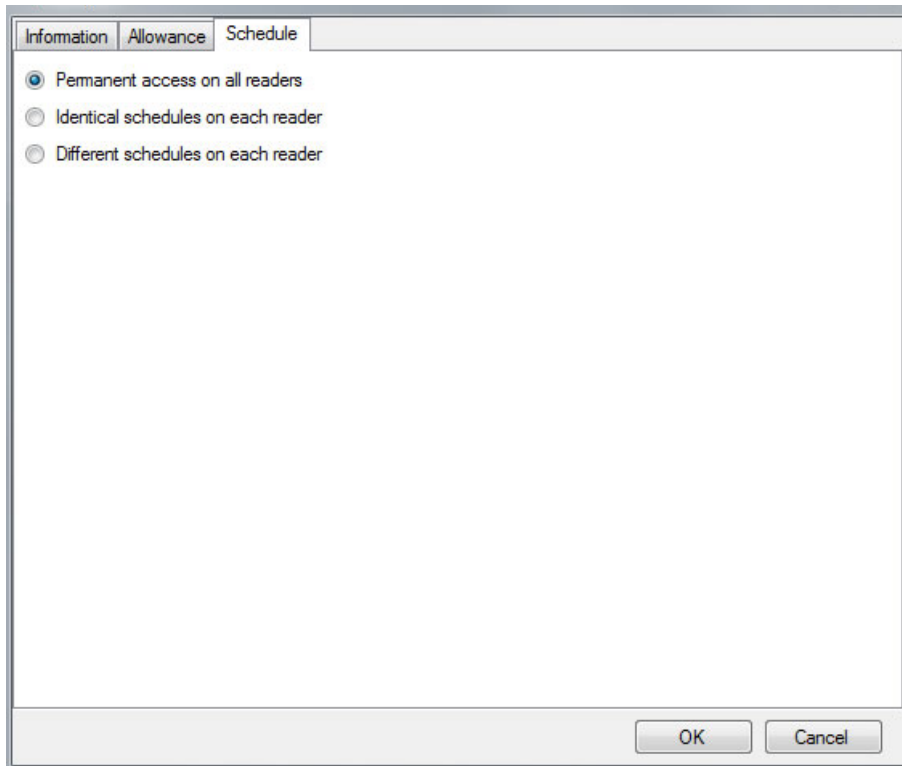 Information Allowance Schedule
Permanent access on all readers
Identical schedules on each reader
Different schedules on each reader
OK Cancel